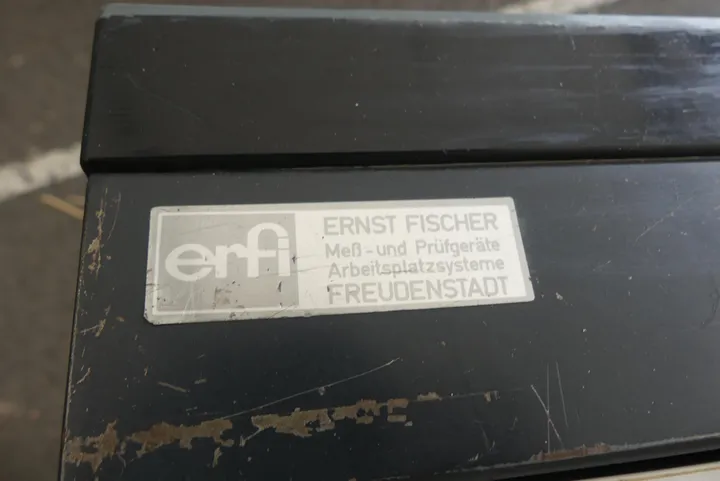 erfi
ERNST FISCHER
Meß-und Prüfgeräte
Arbeitsplatzsysteme
FREUDENSTADT